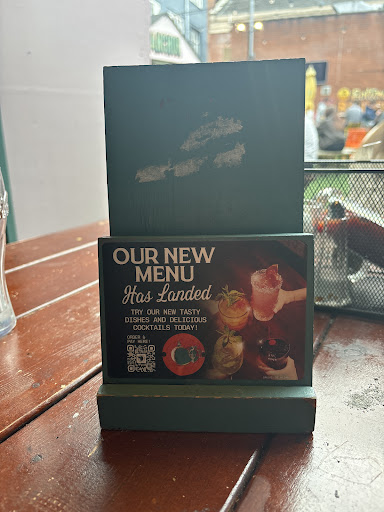 OUR NEW
MENU
Has Landed
TRY OUR NEW TASTY
DISHES AND DELICIOUS
COCKTAILS TODAY!
ORDER &
PAY HERE!